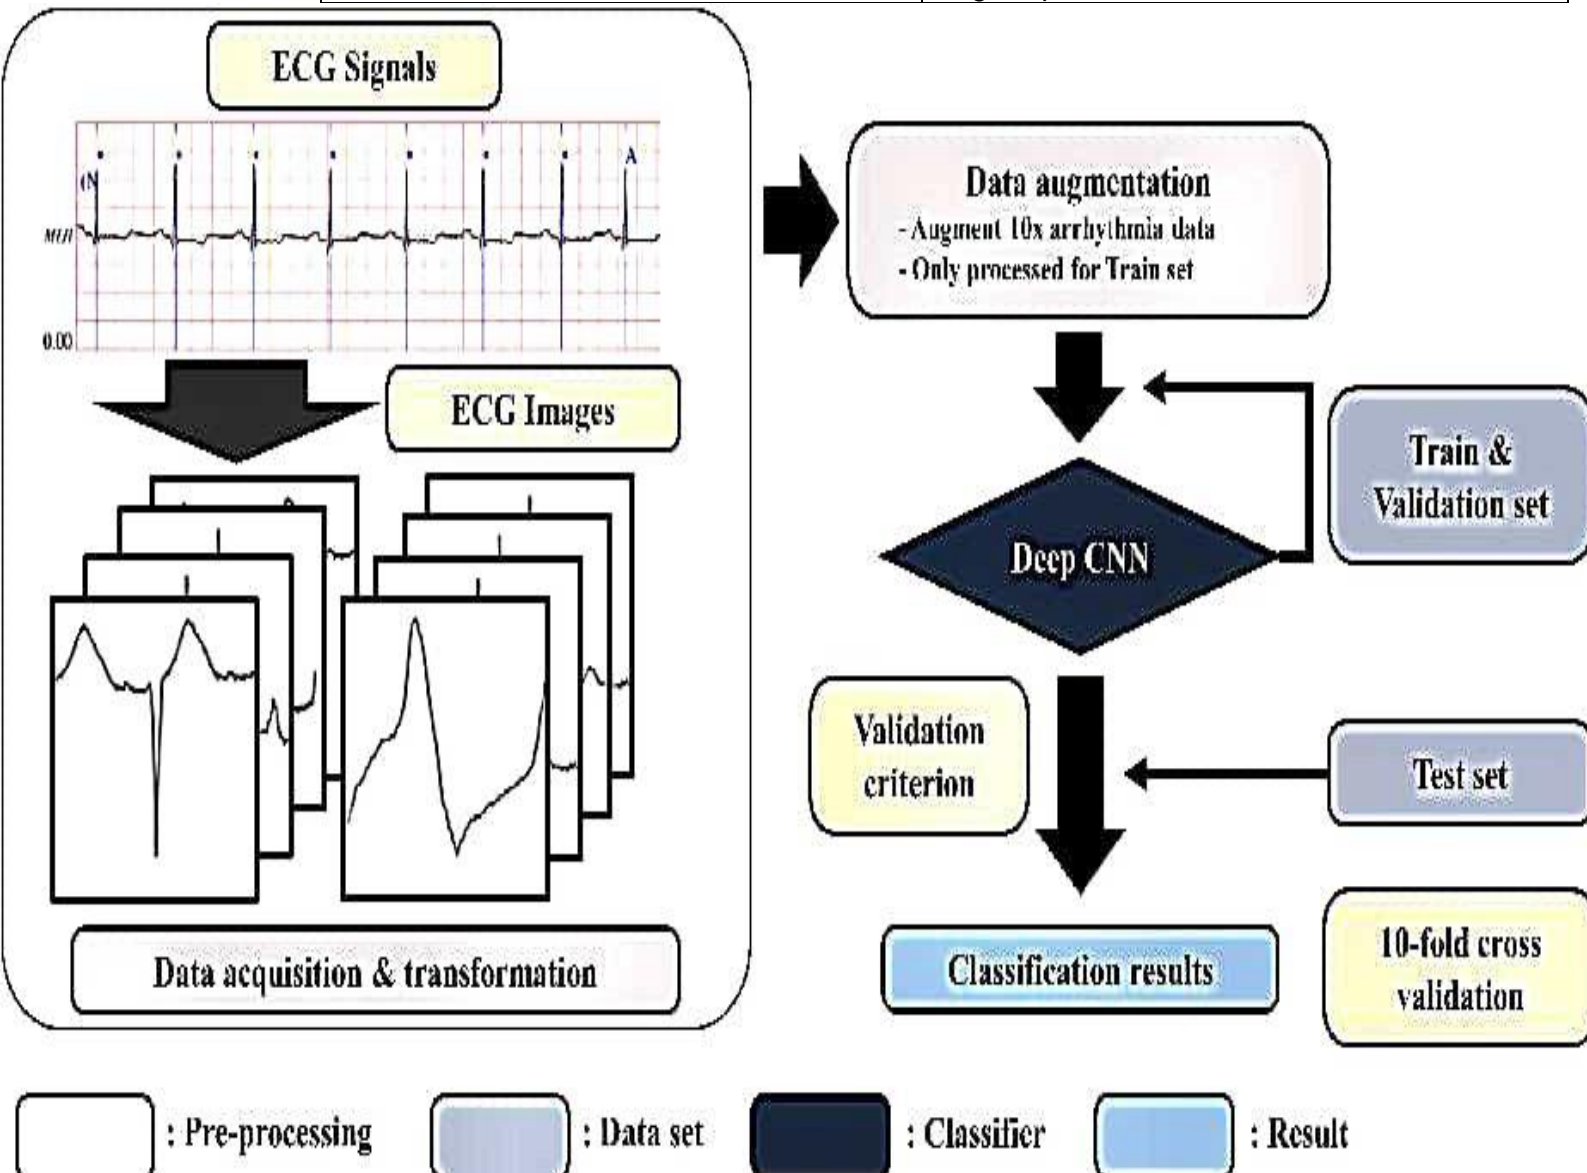 ECG Signals
(N
A
MLII
0.00
ECG Images
Data acquisition & transformation
Data augmentation
- Augment 10x arrhythmia data
- Only processed for Train set
Train &
Validation set
Deep CNN
Validation
criterion
Test set
Classification results
10-fold cross
validation
: Pre-processing
: Data set
: Classifier
: Result